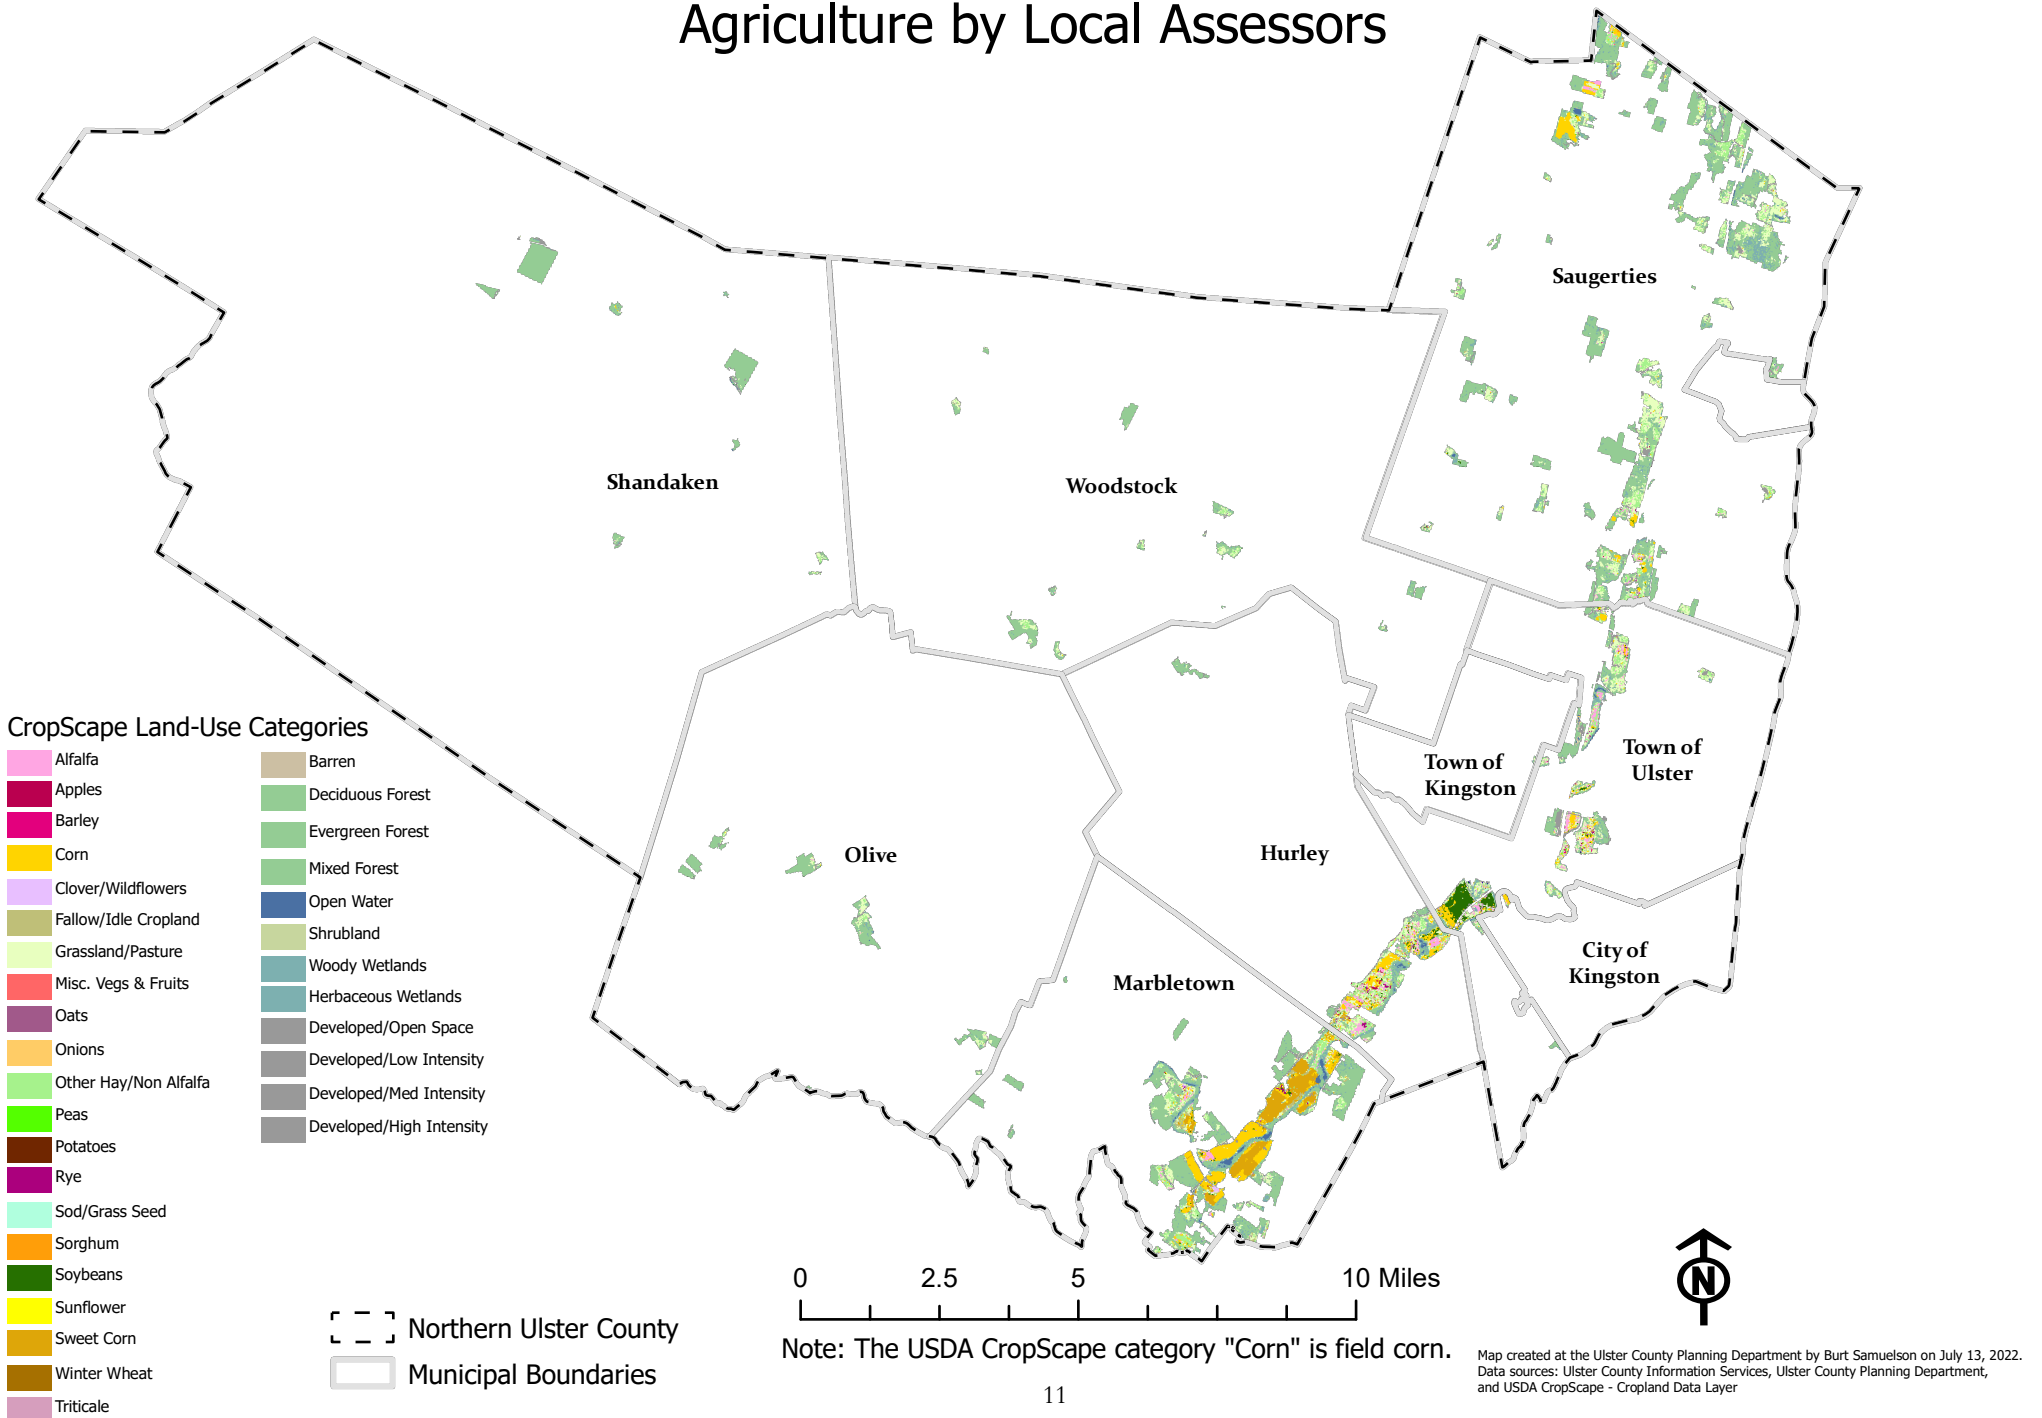 Agriculture by Local Assessors
Saugerties
Shandaken
Woodstock
Town of
Ulster
Town of
Kingston
Olive
Hurley
City of
Kingston
Marbletown
CropScape Land-Use Categories
Alfalfa
Apples
Barley
Corn
Clover/Wildflowers
Fallow/Idle Cropland
Grassland/Pasture
Misc. Vegs & Fruits
Oats
Onions
Other Hay/Non Alfalfa
Peas
Potatoes
Rye
Sod/Grass Seed
Sorghum
Soybeans
Sunflower
Sweet Corn
Winter Wheat
Triticale
Barren
Deciduous Forest
Evergreen Forest
Mixed Forest
Open Water
Shrubland
Woody Wetlands
Herbaceous Wetlands
Developed/Open Space
Developed/Low Intensity
Developed/Med Intensity
Developed/High Intensity
Northern Ulster County
Municipal Boundaries
0 2.5 5 10 Miles
Note: The USDA CropScape category "Corn" is field corn.
N
Map created at the Ulster County Planning Department by Burt Samuelson on July 13, 2022.
Data sources: Ulster County Information Services, Ulster County Planning Department,
and USDA CropScape - Cropland Data Layer
11